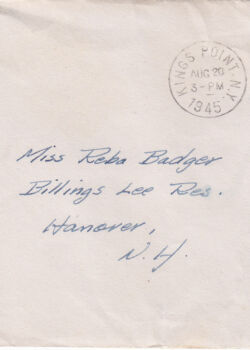 KINGS POINT. N.Y.
AUG 20
3-PM
1945
Miss Reba Badger
Billings Lee Res.
Hanover,
N.H.